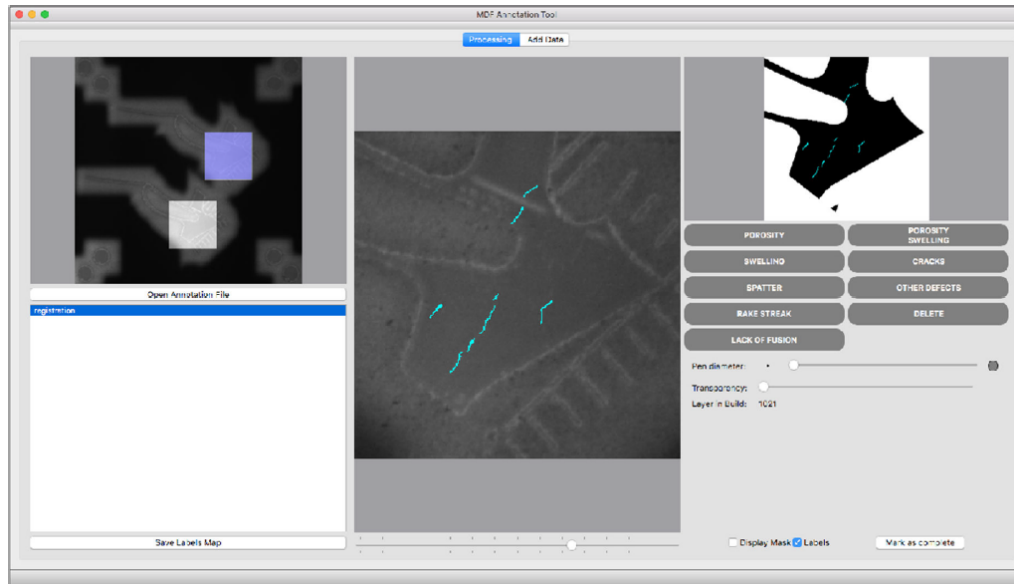 MDF Annotation Tool
Processing
Add Data
Open Annotation File
registration
Save Labels Map
POROSITY
POROSITY
SWELLING
SWELLING
CRACKS
SPATTER
OTHER DEFECTS
RAKE STREAK
DELETE
LACK OF FUSION
Pen diameter:
Transparency:
Layer in Build: 1021
Display Mask
Labels
Mark as complete